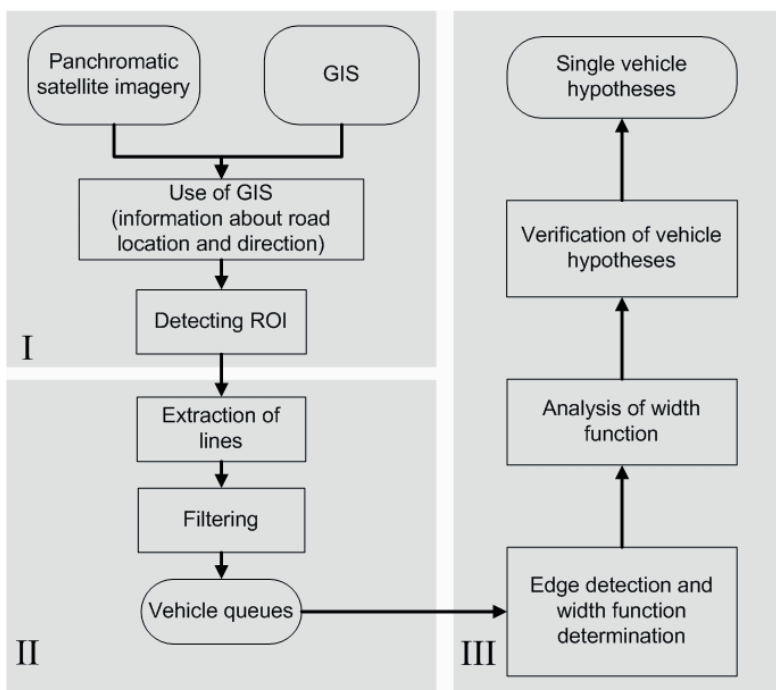 Panchromatic
satellite imagery
GIS
Use of GIS
(information about road
location and direction)
Detecting ROI
I
Extraction of
lines
Filtering
Vehicle queues
II
Single vehicle
hypotheses
Verification of vehicle
hypotheses
Analysis of width
function
Edge detection and
width function
determination
III